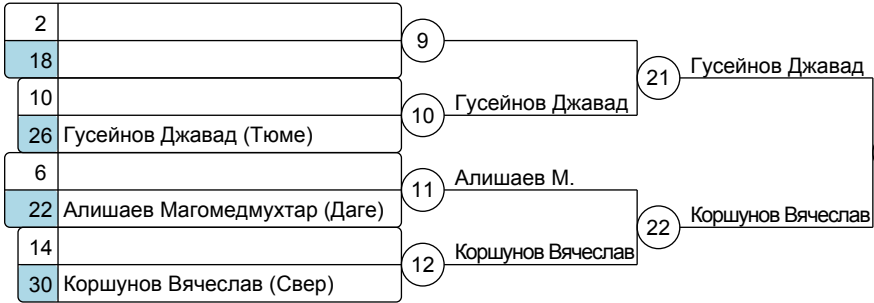 2
9
18
Гусейнов Джавад
21
10
Гусейнов Джавад
10
26 Гусейнов Джавад (Тюме)
6
Алишаев М.
11
22 Алишаев Магомедмухтар (Даге)
Коршунов Вячеслав
22
14
Коршунов Вячеслав
12
30 Коршунов Вячеслав (Свер)